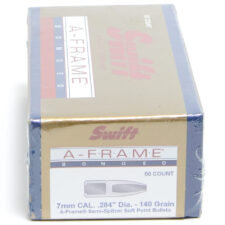 A-FRAME
BONDED
Swift
Swift
A-FRAME®
BONDED
50 COUNT
7mm CAL. .284" Dia. - 140 Grain
A-Frame® Semi-Spitzer Soft Point Bullets